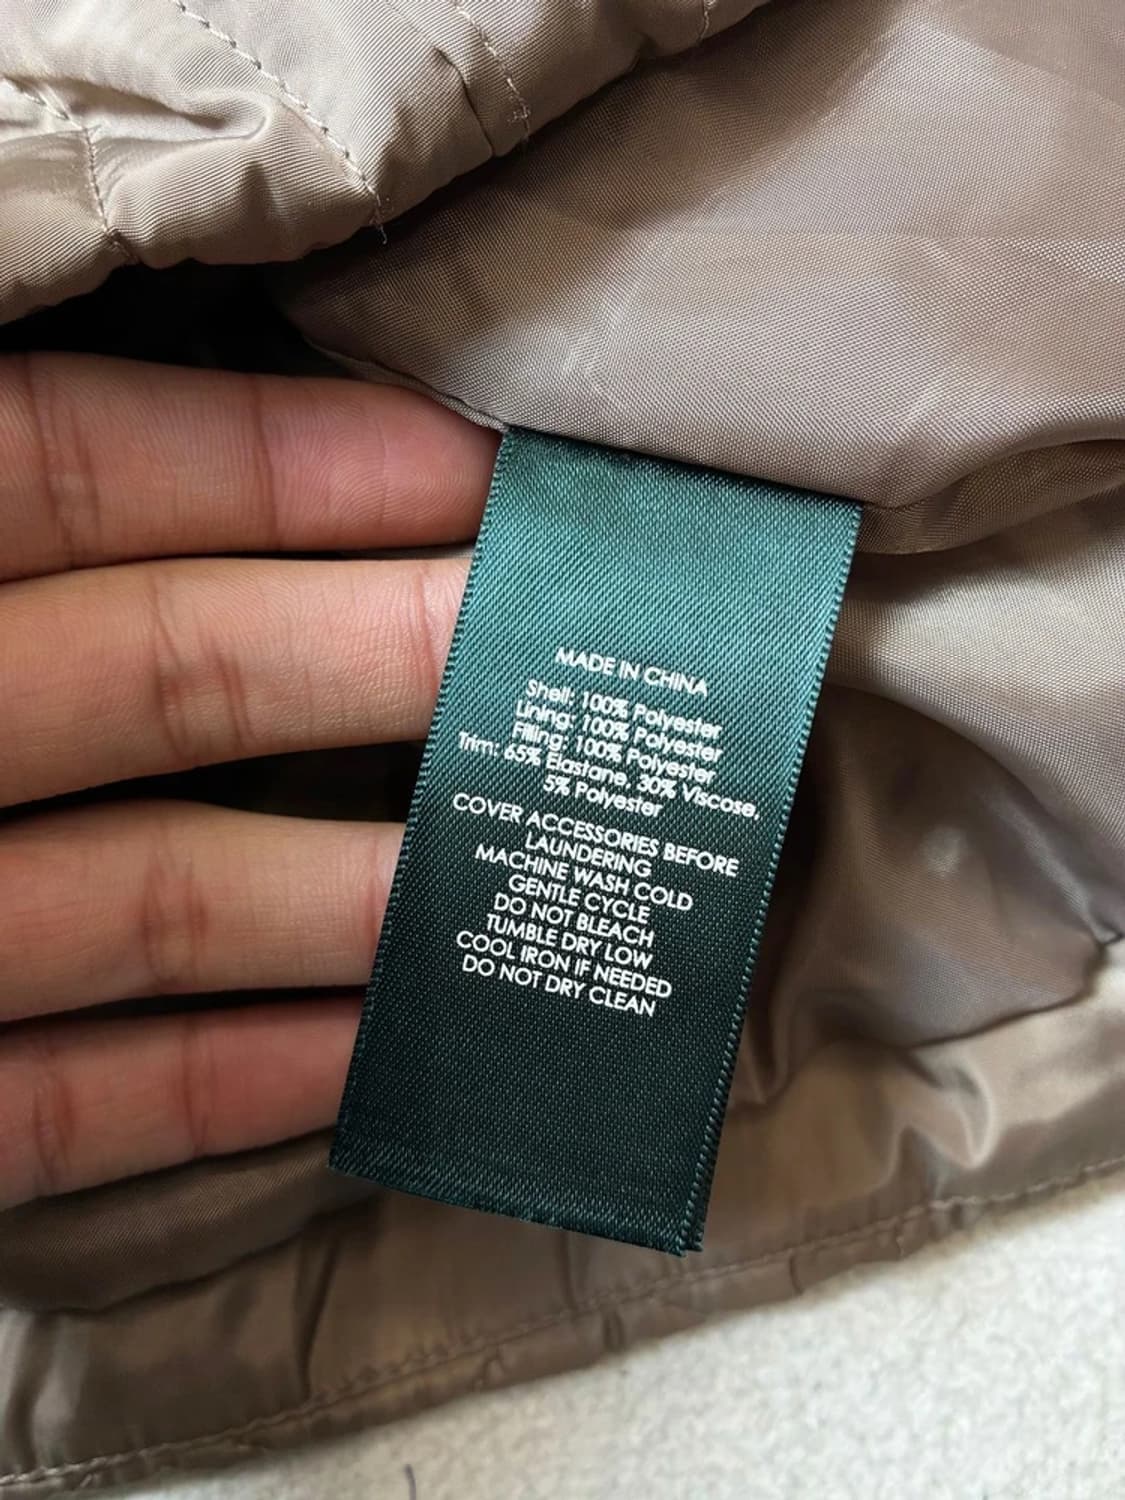 MADE IN CHINA
Shell: 100% Polyester
Lining: 100% Polyester
Filling: 100% Polyester
Trim: 65% Elastane, 30% Viscose,
5% Polyester
COVER ACCESSORIES BEFORE
LAUNDERING
MACHINE WASH COLD
GENTLE CYCLE
DO NOT BLEACH
TUMBLE DRY LOW
COOL IRON IF NEEDED
DO NOT DRY CLEAN